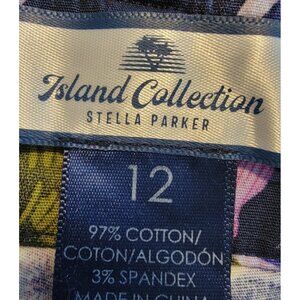 Island Collection
STELLA PARKER
12
97% COTTON/
COTON/ALGODÓN
3% SPANDEX
MADE IN CHINA